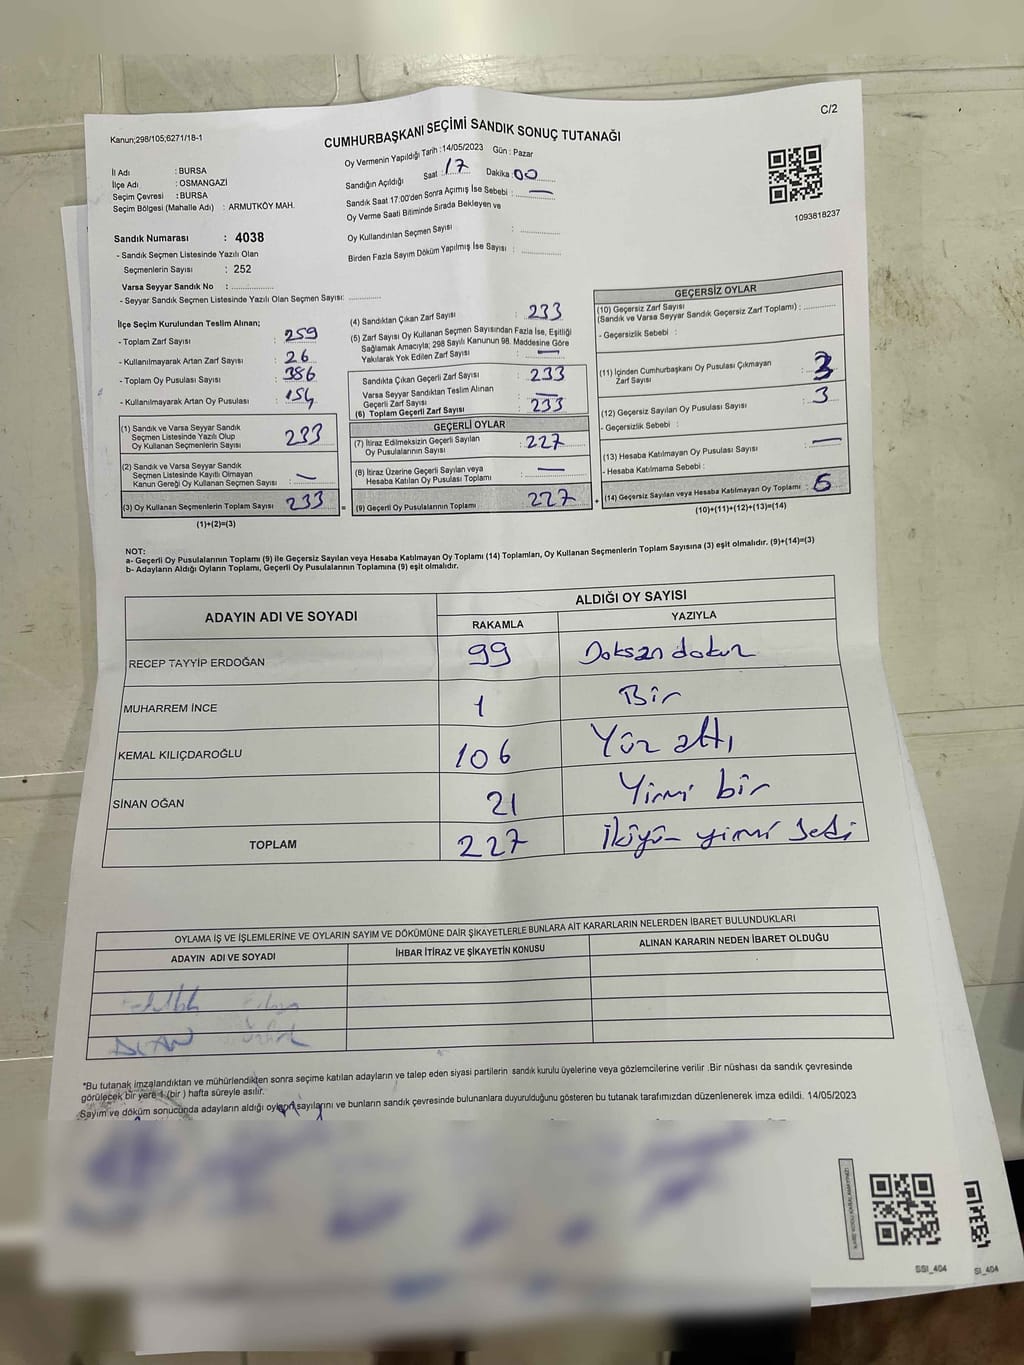 C/2
Kanun;298/105;6271/18-1
CUMHURBAŞKANI SEÇİMİ SANDIK SONUÇ TUTANAĞI
İl Adı : BURSA
İlçe Adı : OSMANGAZİ
Seçim Çevresi : BURSA
Seçim Bölgesi (Mahalle Adı) : ARMUTKÖY MAH.
Oy Vermenin Yapıldığı Tarih :14/05/2023 Gün : Pazar
Sandığın Açıldığı Saat : 17 Dakika : 00
Sandık Saat 17:00'den Sonra Açımış İse Sebebi : —
Oy Verme Saati Bitiminde Sırada Bekleyen ve
Oy Kullandırılan Seçmen Sayısı :
Birden Fazla Sayım Döküm Yapılmış İse Sayısı :
1093818237
Sandık Numarası : 4038
- Sandık Seçmen Listesinde Yazılı Olan
Seçmenlerin Sayısı : 252
Varsa Seyyar Sandık No :
- Seyyar Sandık Seçmen Listesinde Yazılı Olan Seçmen Sayısı:
İlçe Seçim Kurulundan Teslim Alınan;
- Toplam Zarf Sayısı : 259
- Kullanılmayarak Artan Zarf Sayısı : 26
- Toplam Oy Pusulası Sayısı : 386
- Kullanılmayarak Artan Oy Pusulası : 154
(1) Sandık ve Varsa Seyyar Sandık
Seçmen Listesinde Yazılı Olup
Oy Kullanan Seçmenlerin Sayısı : 233
(2) Sandık ve Varsa Seyyar Sandık
Seçmen Listesinde Kayıtlı Olmayan
Kanun Gereği Oy Kullanan Seçmen Sayısı : —
(3) Oy Kullanan Seçmenlerin Toplam Sayısı : 233
(1)+(2)=(3)
(4) Sandıktan Çıkan Zarf Sayısı : 233
(5) Zarf Sayısı Oy Kullanan Seçmen Sayısından Fazla İse, Eşitliği
Sağlamak Amacıyla; 298 Sayılı Kanunun 98. Maddesine Göre
Yakılarak Yok Edilen Zarf Sayısı : —
Sandıkta Çıkan Geçerli Zarf Sayısı : 233
Varsa Seyyar Sandıktan Teslim Alınan
Geçerli Zarf Sayısı : —
(6) Toplam Geçerli Zarf Sayısı : 233
GEÇERLİ OYLAR
(7) İtiraz Edilmeksizin Geçerli Sayılan
Oy Pusulalarının Sayısı : 227
(8) İtiraz Üzerine Geçerli Sayılan veya
Hesaba Katılan Oy Pusulası Toplamı : —
= (9) Geçerli Oy Pusulalarının Toplamı : 227
GEÇERSİZ OYLAR
(10) Geçersiz Zarf Sayısı
(Sandık ve Varsa Seyyar Sandık Geçersiz Zarf Toplamı) :
- Geçersizlik Sebebi :
(11) İçinden Cumhurbaşkanı Oy Pusulası Çıkmayan
Zarf Sayısı : 3
(12) Geçersiz Sayılan Oy Pusulası Sayısı : 3
- Geçersizlik Sebebi :
(13) Hesaba Katılmayan Oy Pusulası Sayısı : —
- Hesaba Katılmama Sebebi :
+ (14) Geçersiz Sayılan veya Hesaba Katılmayan Oy Toplamı : 6
(10)+(11)+(12)+(13)=(14)
NOT:
a- Geçerli Oy Pusulalarının Toplamı (9) ile Geçersiz Sayılan veya Hesaba Katılmayan Oy Toplamı (14) Toplamları, Oy Kullanan Seçmenlerin Toplam Sayısına (3) eşit olmalıdır. (9)+(14)=(3)
b- Adayların Aldığı Oyların Toplamı, Geçerli Oy Pusulalarının Toplamına (9) eşit olmalıdır.
ADAYIN ADI VE SOYADI ALDIĞI OY SAYISI
RAKAMLA YAZIYLA
RECEP TAYYİP ERDOĞAN 99 Doksan dokuz
MUHARREM İNCE 1 Bir
KEMAL KILIÇDAROĞLU 106 Yüz altı
SİNAN OĞAN 21 Yirmi bir
TOPLAM 227 İkiyüz yirmi yedi
OYLAMA İŞ VE İŞLEMLERİNE VE OYLARIN SAYIM VE DÖKÜMÜNE DAİR ŞİKAYETLERLE BUNLARA AİT KARARLARIN NELERDEN İBARET BULUNDUKLARI
ADAYIN ADI VE SOYADI İHBAR İTİRAZ VE ŞİKAYETİN KONUSU ALINAN KARARIN NEDEN İBARET OLDUĞU
*Bu tutanak imzalandıktan ve mühürlendikten sonra seçime katılan adayların ve talep eden siyasi partilerin sandık kurulu üyelerine veya gözlemcilerine verilir .Bir nüshası da sandık çevresinde
görülecek bir yere 1 (bir ) hafta süreyle asılır.
Sayım ve döküm sonucunda adayların aldığı oyların sayılarını ve bunların sandık çevresinde bulunanlara duyurulduğunu gösteren bu tutanak tarafımızdan düzenlenerek imza edildi. 14/05/2023
SSI_404
SI_404